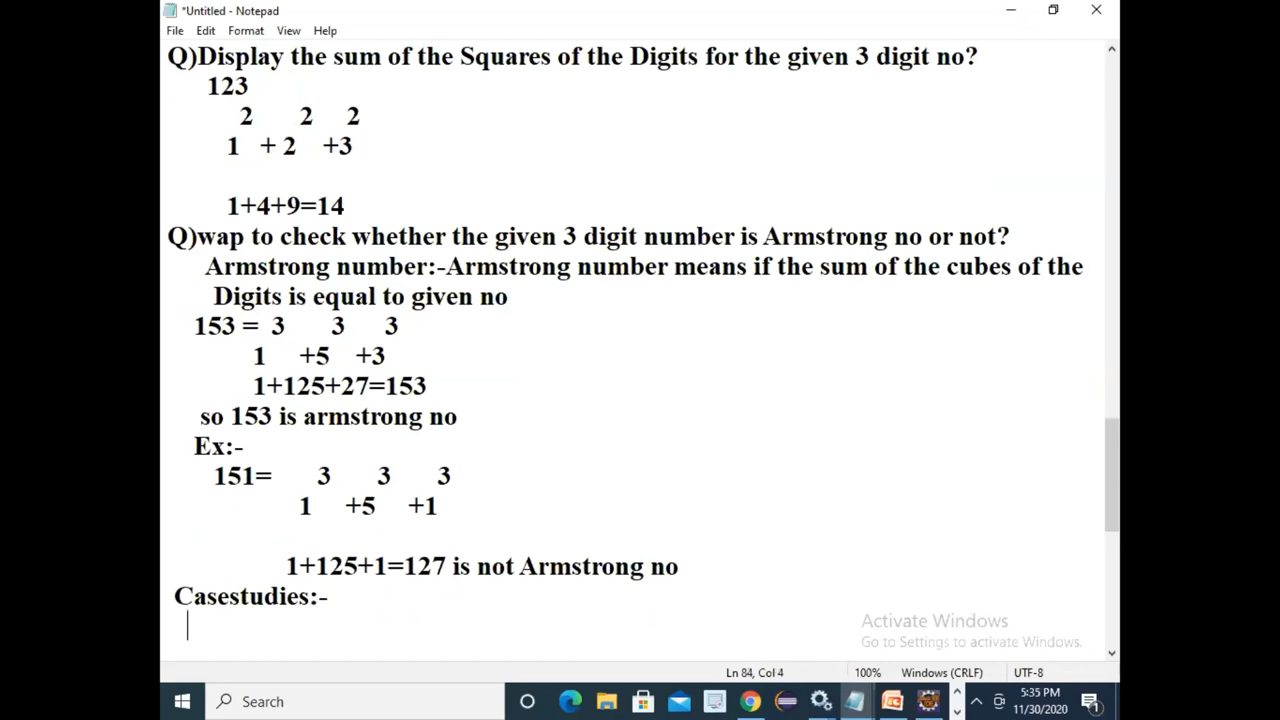 *Untitled - Notepad
File Edit Format View Help
Q)Display the sum of the Squares of the Digits for the given 3 digit no?
123
2 2 2
1 + 2 +3
1+4+9=14
Q)wap to check whether the given 3 digit number is Armstrong no or not?
Armstrong number:-Armstrong number means if the sum of the cubes of the
Digits is equal to given no
153 = 3 3 3
1 +5 +3
1+125+27=153
so 153 is armstrong no
Ex:-
151= 3 3 3
1 +5 +1
1+125+1=127 is not Armstrong no
Casestudies:-
Activate Windows
Go to Settings to activate Windows.
Ln 84, Col 4 100% Windows (CRLF) UTF-8
Search
5:35 PM
11/30/2020
1